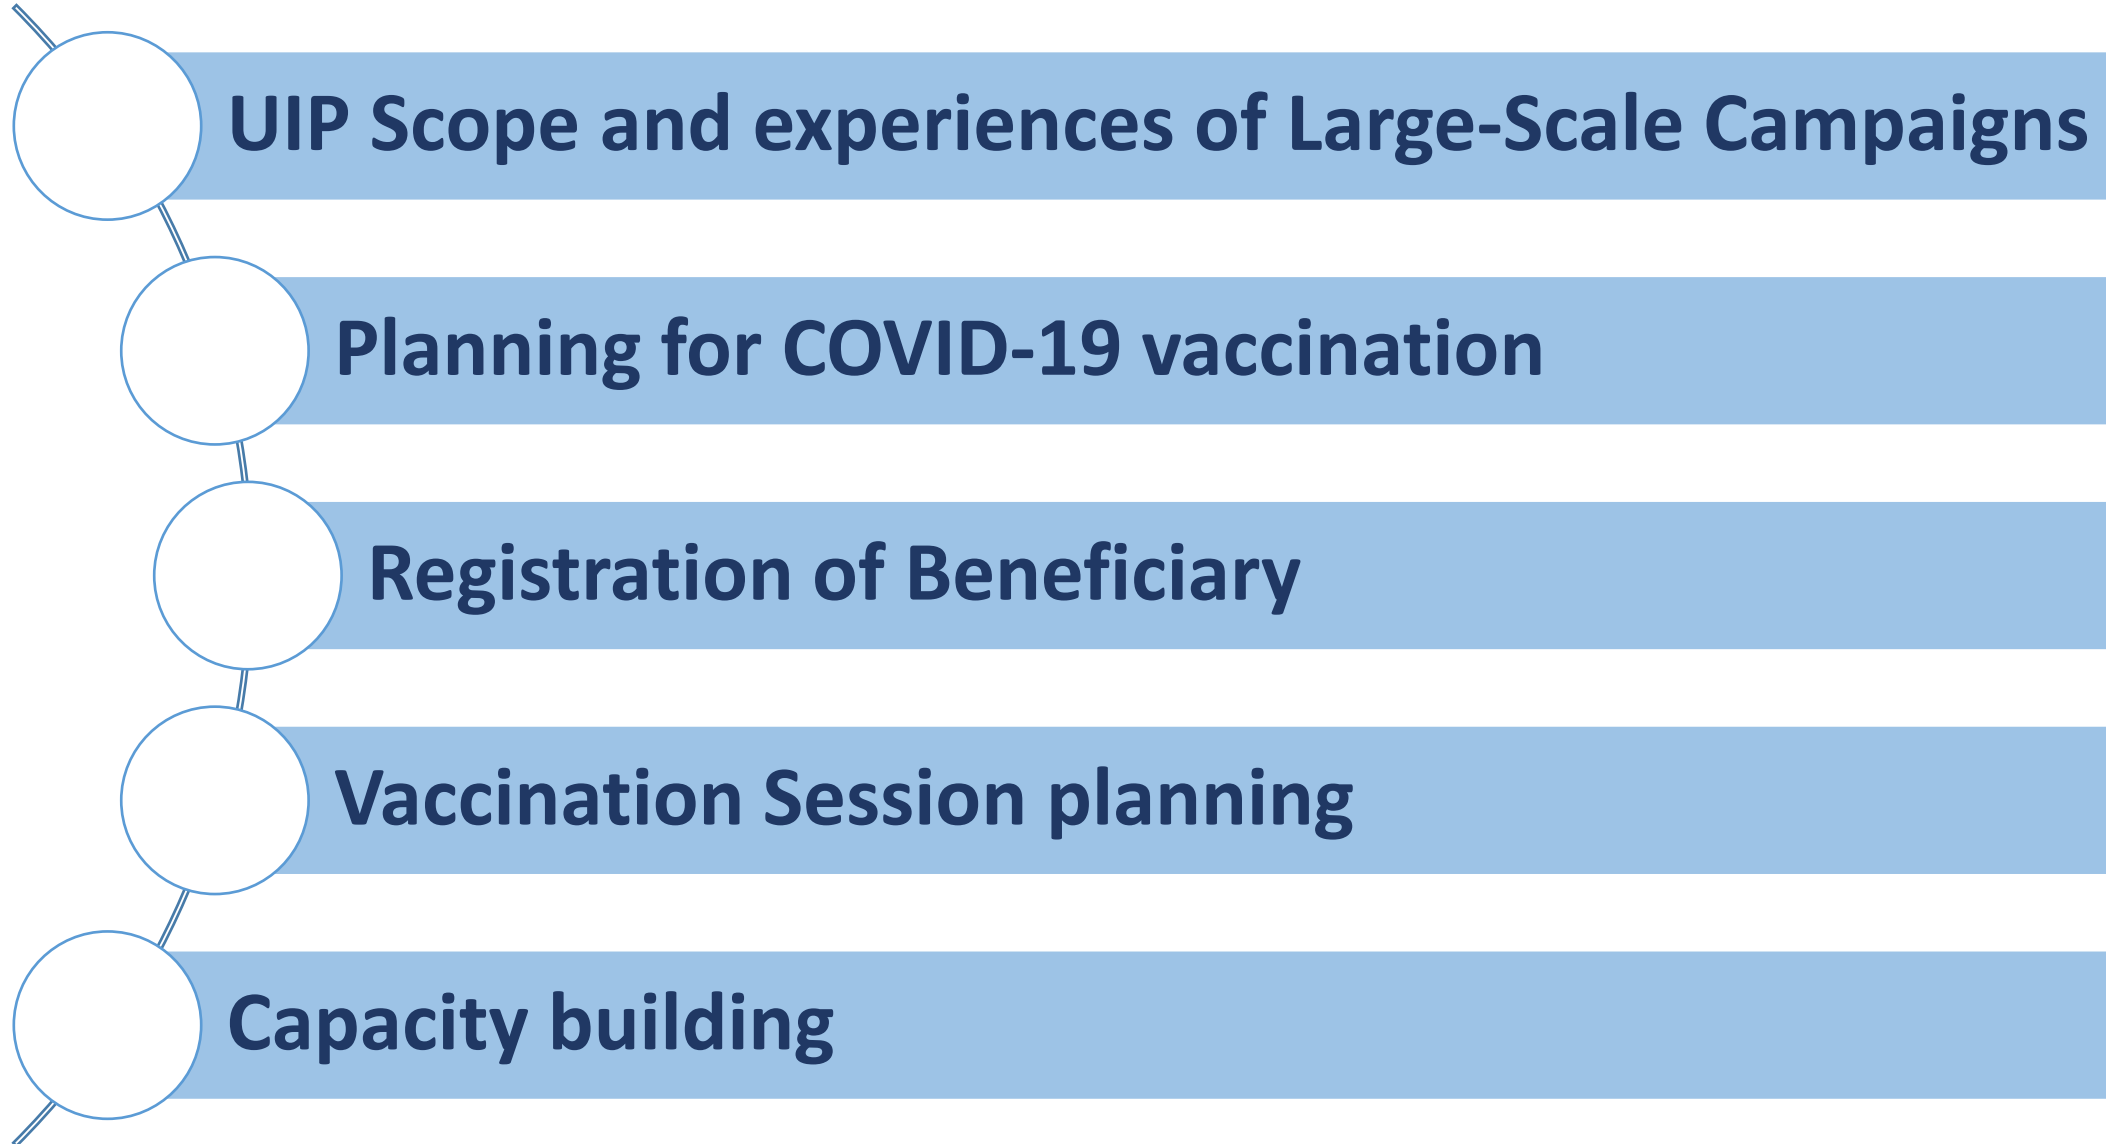 UIP Scope and experiences of Large-Scale Campaigns
Planning for COVID-19 vaccination
Registration of Beneficiary
Vaccination Session planning
Capacity building